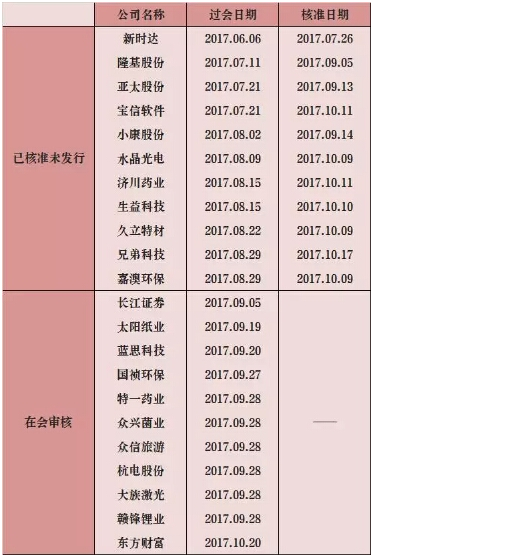 公司名称 过会日期 核准日期
已核准未发行
新时达 2017.06.06 2017.07.26
隆基股份 2017.07.11 2017.09.05
亚太股份 2017.07.21 2017.09.13
宝信软件 2017.07.21 2017.10.11
小康股份 2017.08.02 2017.09.14
水晶光电 2017.08.09 2017.10.09
济川药业 2017.08.15 2017.10.11
生益科技 2017.08.15 2017.10.10
久立特材 2017.08.22 2017.10.09
兄弟科技 2017.08.29 2017.10.17
嘉澳环保 2017.08.29 2017.10.09
在会审核
长江证券 2017.09.05
太阳纸业 2017.09.19
蓝思科技 2017.09.20
国祯环保 2017.09.27
特一药业 2017.09.28
众兴菌业 2017.09.28
众信旅游 2017.09.28
杭电股份 2017.09.28
大族激光 2017.09.28
赣锋锂业 2017.09.28
东方财富 2017.10.20
——